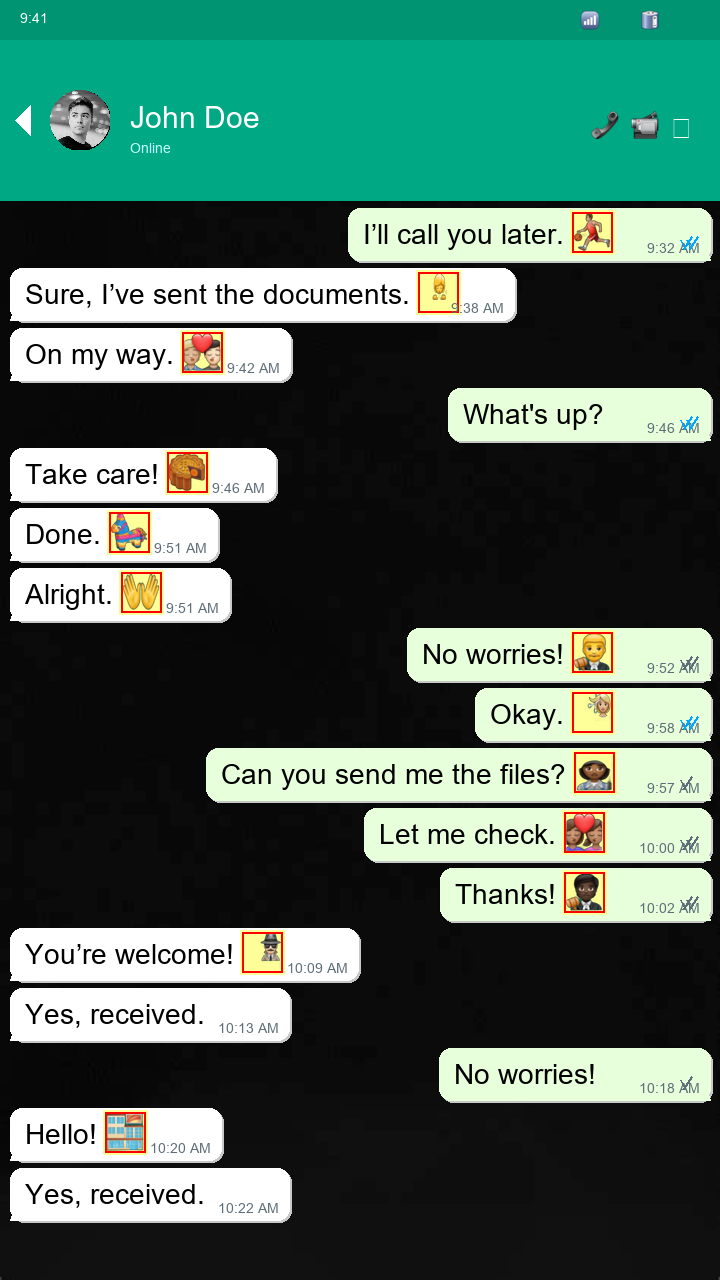 9:41
John Doe
Online
I’ll call you later. 9:32 AM
Sure, I’ve sent the documents. 9:38 AM
On my way. 9:42 AM
What's up? 9:46 AM
Take care! 9:46 AM
Done. 9:51 AM
Alright. 9:51 AM
No worries! 9:52 AM
Okay. 9:58 AM
Can you send me the files? 9:57 AM
Let me check. 10:00 AM
Thanks! 10:02 AM
You’re welcome! 10:09 AM
Yes, received. 10:13 AM
No worries! 10:18 AM
Hello! 10:20 AM
Yes, received. 10:22 AM